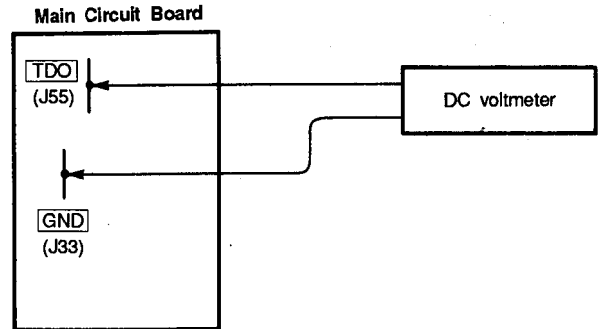 Main Circuit Board
TDO
(J55)
DC voltmeter
GND
(J33)